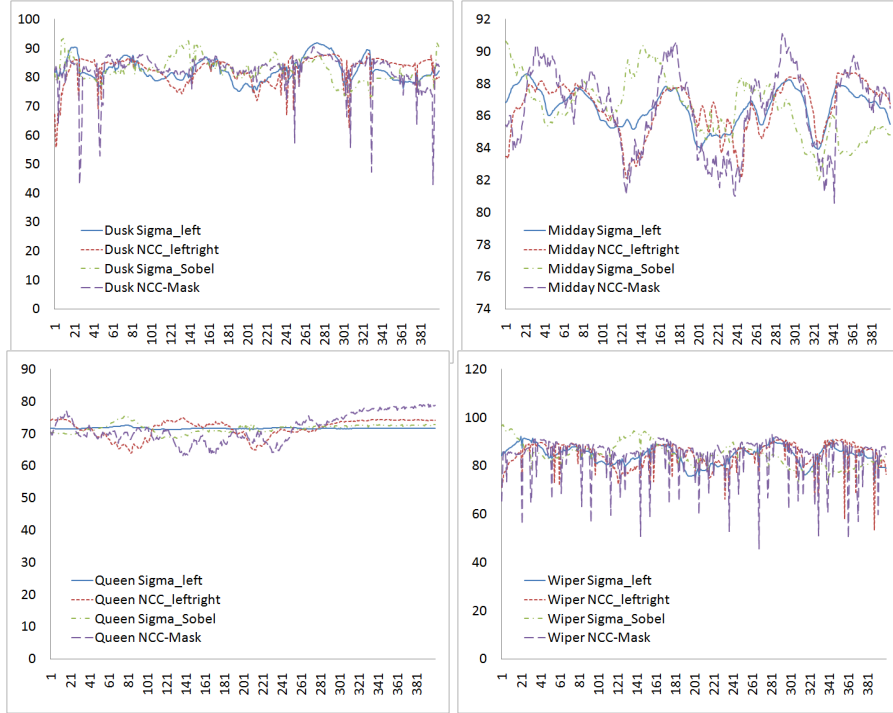 100
90
80
70
60
50
40
30
20
10
0
Dusk Sigma_left
Dusk NCC_leftright
Dusk Sigma_Sobel
Dusk NCC-Mask
1 21 41 61 81 101 121 141 161 181 201 221 241 261 281 301 321 341 361 381
92
90
88
86
84
82
80
78
76
74
Midday Sigma_left
Midday NCC_leftright
Midday Sigma_Sobel
Midday NCC-Mask
1 21 41 61 81 101 121 141 161 181 201 221 241 261 281 301 321 341 361 381
90
80
70
60
50
40
30
20
10
0
Queen Sigma_left
Queen NCC_leftright
Queen Sigma_Sobel
Queen NCC-Mask
1 21 41 61 81 101 121 141 161 181 201 221 241 261 281 301 321 341 361 381
120
100
80
60
40
20
0
Wiper Sigma_left
Wiper NCC_leftright
Wiper Sigma_Sobel
Wiper NCC-Mask
1 21 41 61 81 101 121 141 161 181 201 221 241 261 281 301 321 341 361 381